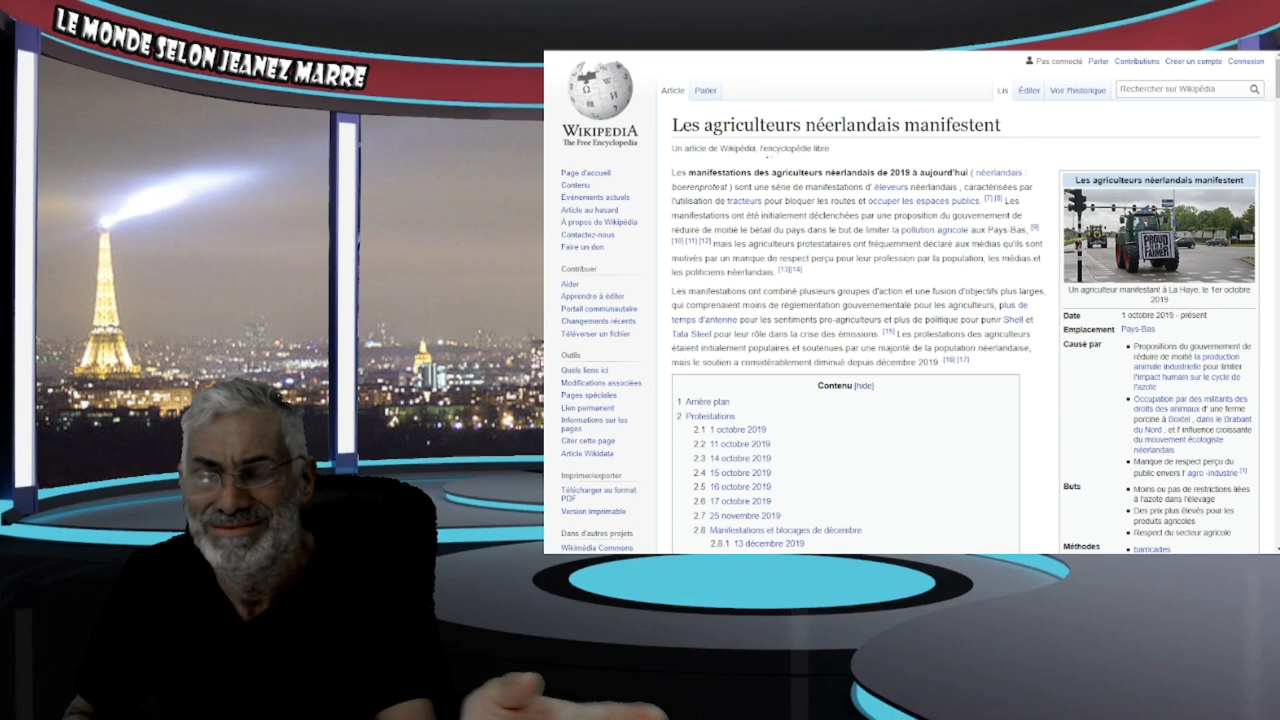 LE MONDE SELON JEANEZ MARRE
Pas connecté Parler Contributions Créer un compte Connexion
Article Parler Lis Éditer Voir l'historique Rechercher sur Wikipédia
WIKIPEDIA
The Free Encyclopedia
Page d'accueil
Contenu
Événements actuels
Article au hasard
À propos de Wikipédia
Contactez-nous
Faire un don
Contribuer
Aider
Apprendre à éditer
Portail communautaire
Changements récents
Téléverser un fichier
Outils
Quels liens ici
Modifications associées
Pages spéciales
Lien permanent
Informations sur les
pages
Citer cette page
Article Wikidata
Imprimer/exporter
Télécharger au format
PDF
Version imprimable
Dans d'autres projets
Wikimédia Commons
Les agriculteurs néerlandais manifestent
Un article de Wikipédia, l'encyclopédie libre
Les manifestations des agriculteurs néerlandais de 2019 à aujourd'hui ( néerlandais :
boerenprotest ) sont une série de manifestations d' éleveurs néerlandais , caractérisées par
l'utilisation de tracteurs pour bloquer les routes et occuper les espaces publics. [7] [8] Les
manifestations ont été initialement déclenchées par une proposition du gouvernement de
réduire de moitié le bétail du pays dans le but de limiter la pollution agricole aux Pays-Bas, [9]
[10] [11] [12] mais les agriculteurs protestataires ont fréquemment déclaré aux médias qu'ils sont
motivés par un manque de respect perçu pour leur profession par la population, les médias et
les politiciens néerlandais [13][14]
Les manifestations ont combiné plusieurs groupes d'action et une fusion d'objectifs plus larges,
qui comprenaient moins de réglementation gouvernementale pour les agriculteurs, plus de
temps d'antenne pour les sentiments pro-agriculteurs et plus de politique pour punir Shell et
Tata Steel pour leur rôle dans la crise des émissions. [15] Les protestations des agriculteurs
étaient initialement populaires et soutenues par une majorité de la population néerlandaise,
mais le soutien a considérablement diminué depuis décembre 2019 [16] [17]
Contenu [hide]
1 Arrière plan
2 Protestations
2.1 1 octobre 2019
2.2 11 octobre 2019
2.3 14 octobre 2019
2.4 15 octobre 2019
2.5 16 octobre 2019
2.6 17 octobre 2019
2.7 25 novembre 2019
2.8 Manifestations et blocages de décembre
2.8.1 13 décembre 2019
Les agriculteurs néerlandais manifestent
PROUD
FARMER
Un agriculteur manifestant à La Haye, le 1er octobre
2019
Date 1 octobre 2019 - présent
Emplacement Pays-Bas
Causé par • Propositions du gouvernement de
réduire de moitié la production
animale industrielle pour limiter
l'impact humain sur le cycle de
l'azote
• Occupation par des militants des
droits des animaux d' une ferme
porcine à Boxtel , dans le Brabant
du Nord , et l' influence croissante
du mouvement écologiste
néerlandais
• Manque de respect perçu du
public envers l' agro -industrie [1]
Buts • Moins ou pas de restrictions liées
à l'azote dans l'élevage
• Des prix plus élevés pour les
produits agricoles
• Respect du secteur agricole
Méthodes • barricades